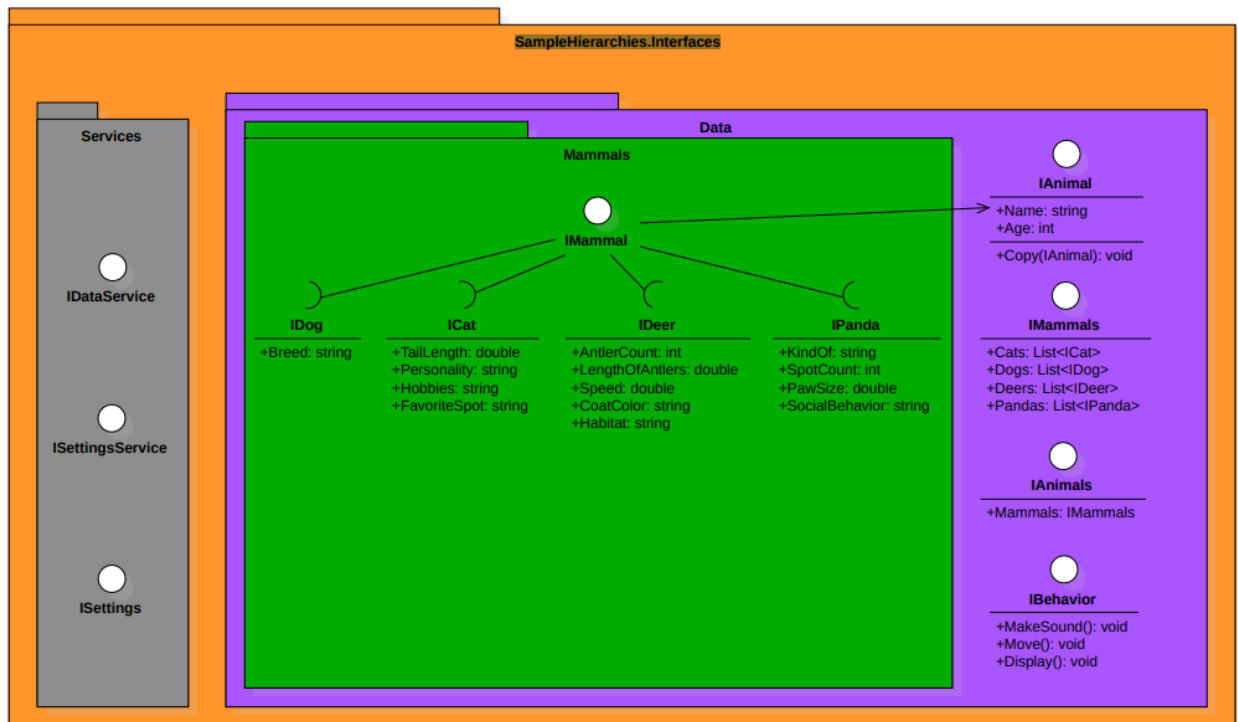 SampleHierarchies.Interfaces
Services
IDataService
ISettingsService
ISettings
Data
Mammals
IMammal
IDog
+Breed: string
ICat
+TailLength: double
+Personality: string
+Hobbies: string
+FavoriteSpot: string
IDeer
+AntlerCount: int
+LengthOfAntlers: double
+Speed: double
+CoatColor: string
+Habitat: string
IPanda
+KindOf: string
+SpotCount: int
+PawSize: double
+SocialBehavior: string
IAnimal
+Name: string
+Age: int
+Copy(IAnimal): void
IMammals
+Cats: List<ICat>
+Dogs: List<IDog>
+Deers: List<IDeer>
+Pandas: List<IPanda>
IAnimals
+Mammals: IMammals
IBehavior
+MakeSound(): void
+Move(): void
+Display(): void